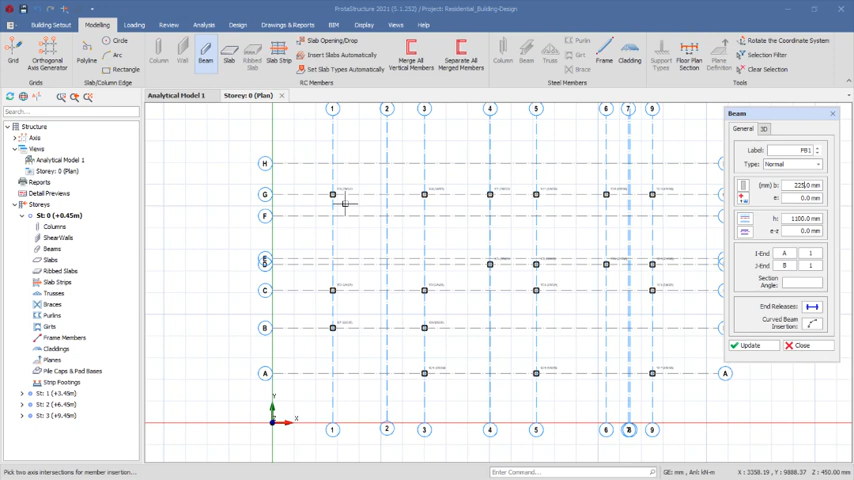 ProtaStructure 2021 (5.1.252) / Project: Residential_Building-Design
Building Setout Modelling Loading Review Analysis Design Drawings & Reports BIM Display Views Help
Grid
Orthogonal Axis Generator
Grids
Polyline
Circle
Arc
Rectangle
Slab/Column Edge
Column
Wall
Beam
Slab
Ribbed Slab
Slab Strip
Slab Opening/Drop
Insert Slabs Automatically
Set Slab Types Automatically
Merge All Vertical Members
Separate All Merged Members
RC Members
Column
Beam
Truss
Purlin
Girt
Brace
Frame
Cladding
Steel Members
Support Types
Floor Plan Section
Plane Definition
Rotate the Coordinate System
Selection Filter
Clear Selection
Tools
Analytical Model 1
Storey: 0 (Plan)
Search...
Structure
Axis
Views
Analytical Model 1
Storey: 0 (Plan)
Reports
Detail Previews
Storeys
St: 0 (+0.45m)
Columns
ShearWalls
Beams
Slabs
Ribbed Slabs
Slab Strips
Trusses
Braces
Purlins
Girts
Frame Members
Claddings
Planes
Pile Caps & Pad Bases
Strip Footings
St: 1 (+3.45m)
St: 2 (+6.45m)
St: 3 (+9.45m)
1 2 3 4 5 6 7 9
H
G
F
E
D
C
B
A A
Y
X
1 2 3 4 5 6 9
Beam
General 3D
Label: FB1
Type: Normal
(mm) b: 225.0 mm
e: 0.0 mm
h: 1100.0 mm
e-z 0.0 mm
I-End A 1
J-End B 1
Section Angle:
End Releases:
Curved Beam Insertion:
Update Close
Pick two axis intersections for member insertion...
Enter Command...
GE: mm, Ani: kN-m
X : 3358.19 Y : 9888.37 Z : 450.00 mm